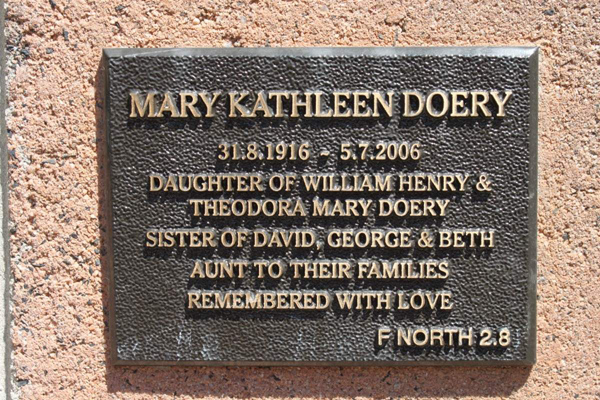 MARY KATHLEEN DOERY
31.8.1916 ~ 5.7.2006
DAUGHTER OF WILLIAM HENRY &
THEODORA MARY DOERY
SISTER OF DAVID, GEORGE & BETH
AUNT TO THEIR FAMILIES
REMEMBERED WITH LOVE
F NORTH 2.8